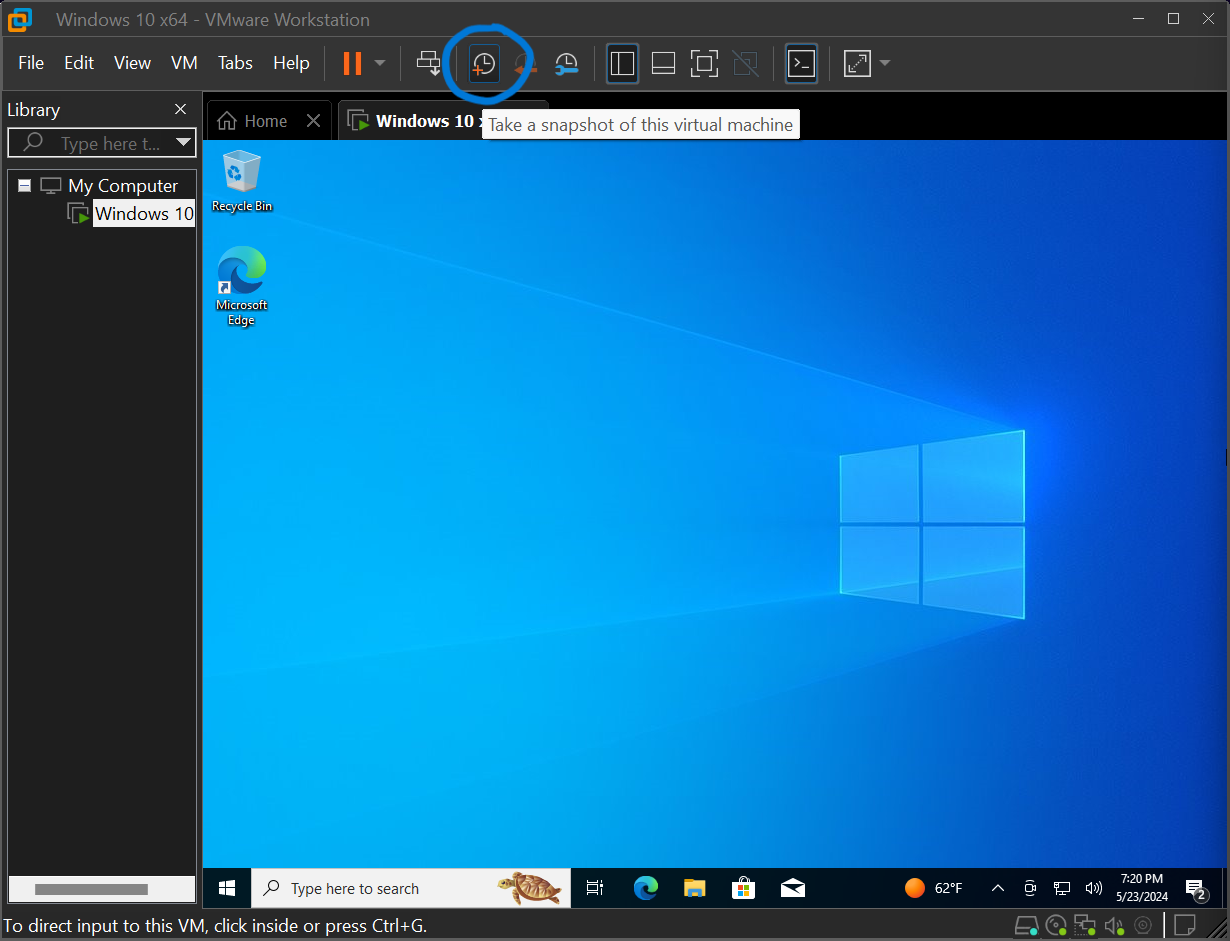 Windows 10 x64 - VMware Workstation
File Edit View VM Tabs Help
Library
Type here t...
Home
Windows 10
Take a snapshot of this virtual machine
My Computer
Windows 10
Recycle Bin
Microsoft
Edge
Type here to search
62°F
7:20 PM
5/23/2024
2
To direct input to this VM, click inside or press Ctrl+G.